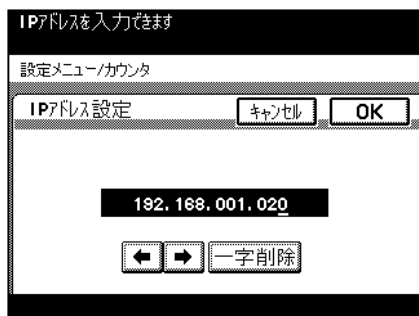 IPアドレスを入力できます
設定メニュー/カウンタ
IPアドレス設定 キャンセル OK
192.168.001.020
← → 一字削除